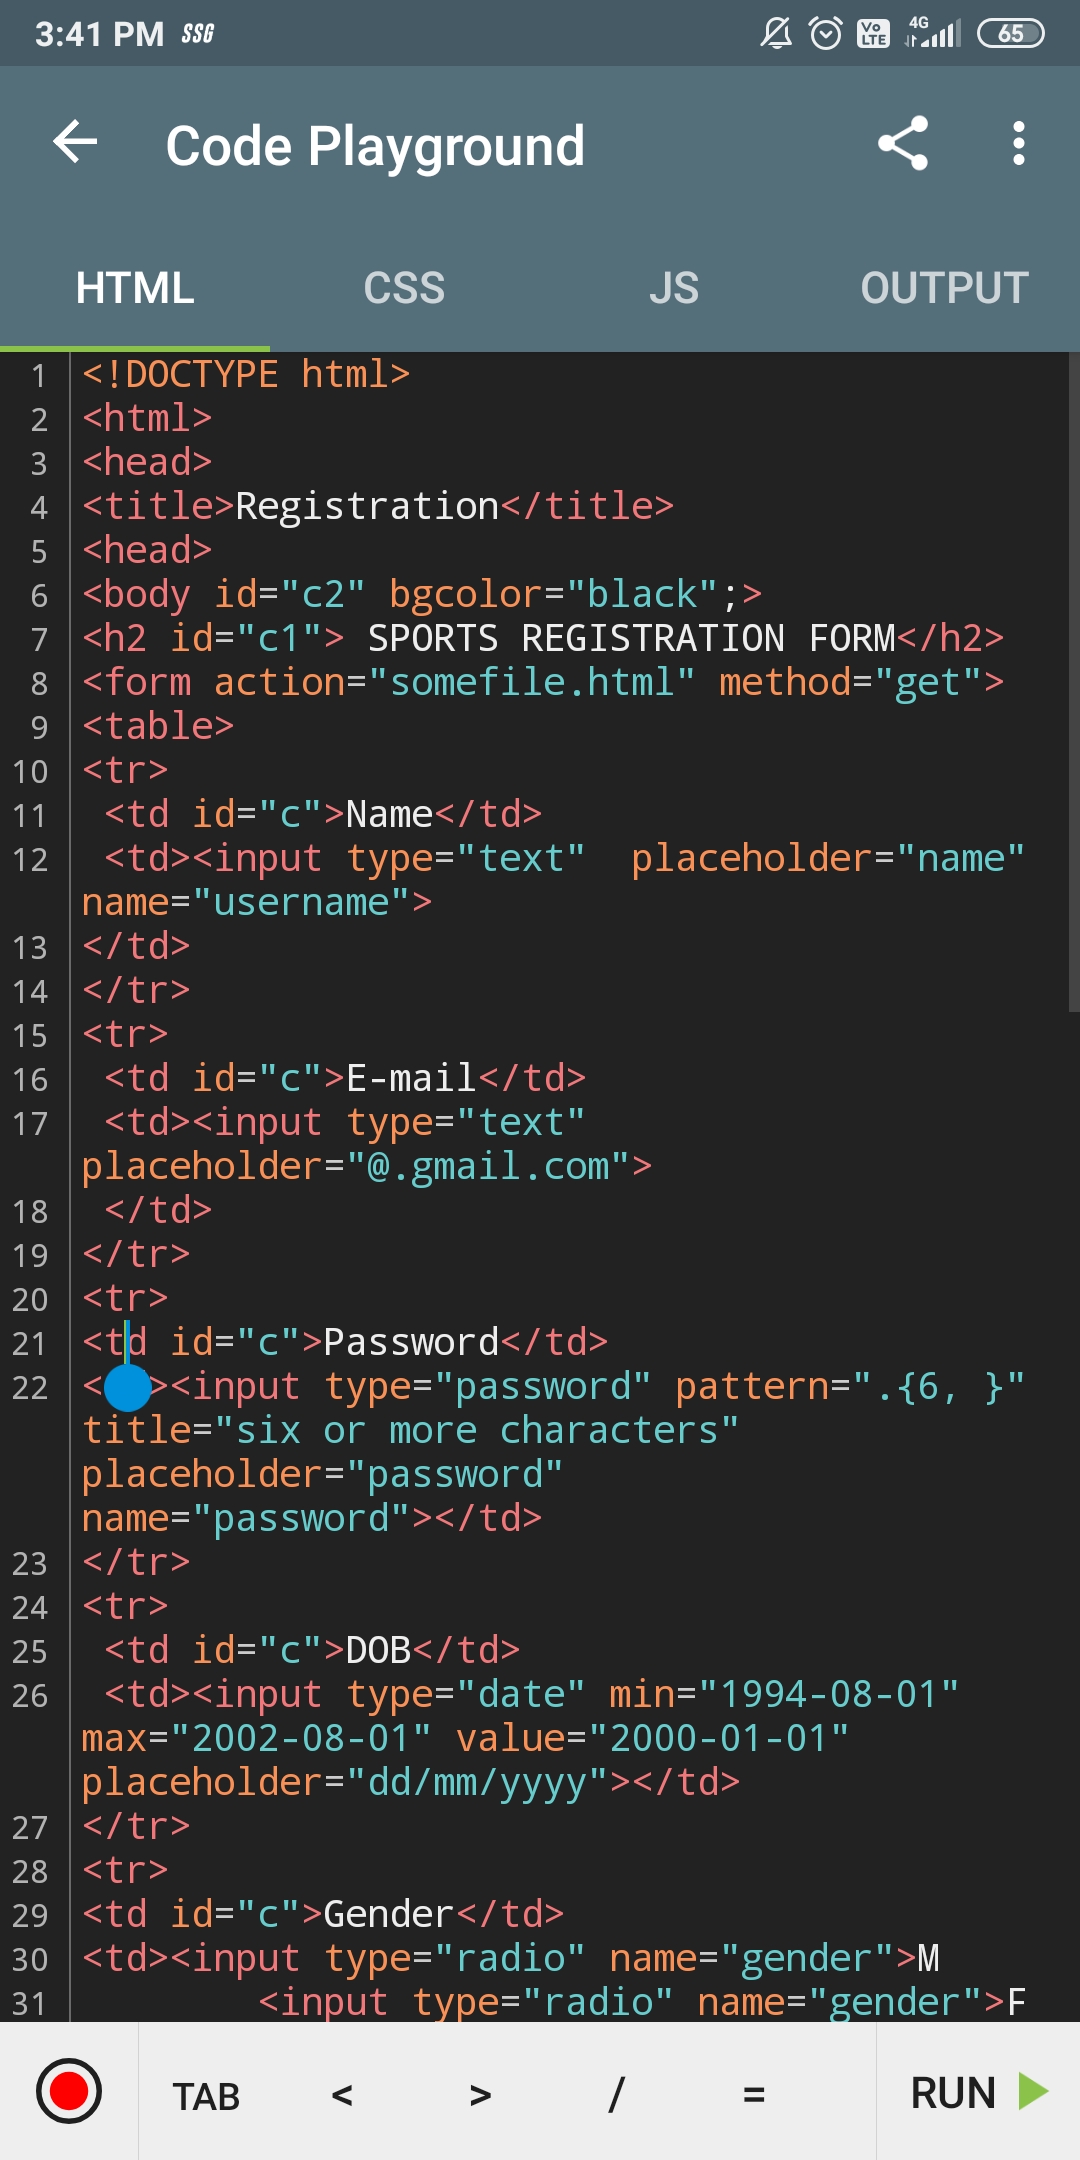 3:41 PM SSG 4G Vo LTE 65
Code Playground
HTML CSS JS OUTPUT
1 <!DOCTYPE html>
2 <html>
3 <head>
4 <title>Registration</title>
5 <head>
6 <body id="c2" bgcolor="black";>
7 <h2 id="c1"> SPORTS REGISTRATION FORM</h2>
8 <form action="somefile.html" method="get">
9 <table>
10 <tr>
11  <td id="c">Name</td>
12  <td><input type="text"  placeholder="name"
name="username">
13 </td>
14 </tr>
15 <tr>
16  <td id="c">E-mail</td>
17  <td><input type="text"
placeholder="@.gmail.com">
18  </td>
19 </tr>
20 <tr>
21 <td id="c">Password</td>
22 < ><input type="password" pattern=".{6, }"
title="six or more characters"
placeholder="password"
name="password"></td>
23 </tr>
24 <tr>
25  <td id="c">DOB</td>
26  <td><input type="date" min="1994-08-01"
max="2002-08-01" value="2000-01-01"
placeholder="dd/mm/yyyy"></td>
27 </tr>
28 <tr>
29 <td id="c">Gender</td>
30 <td><input type="radio" name="gender">M
31         <input type="radio" name="gender">F
TAB < > / = RUN